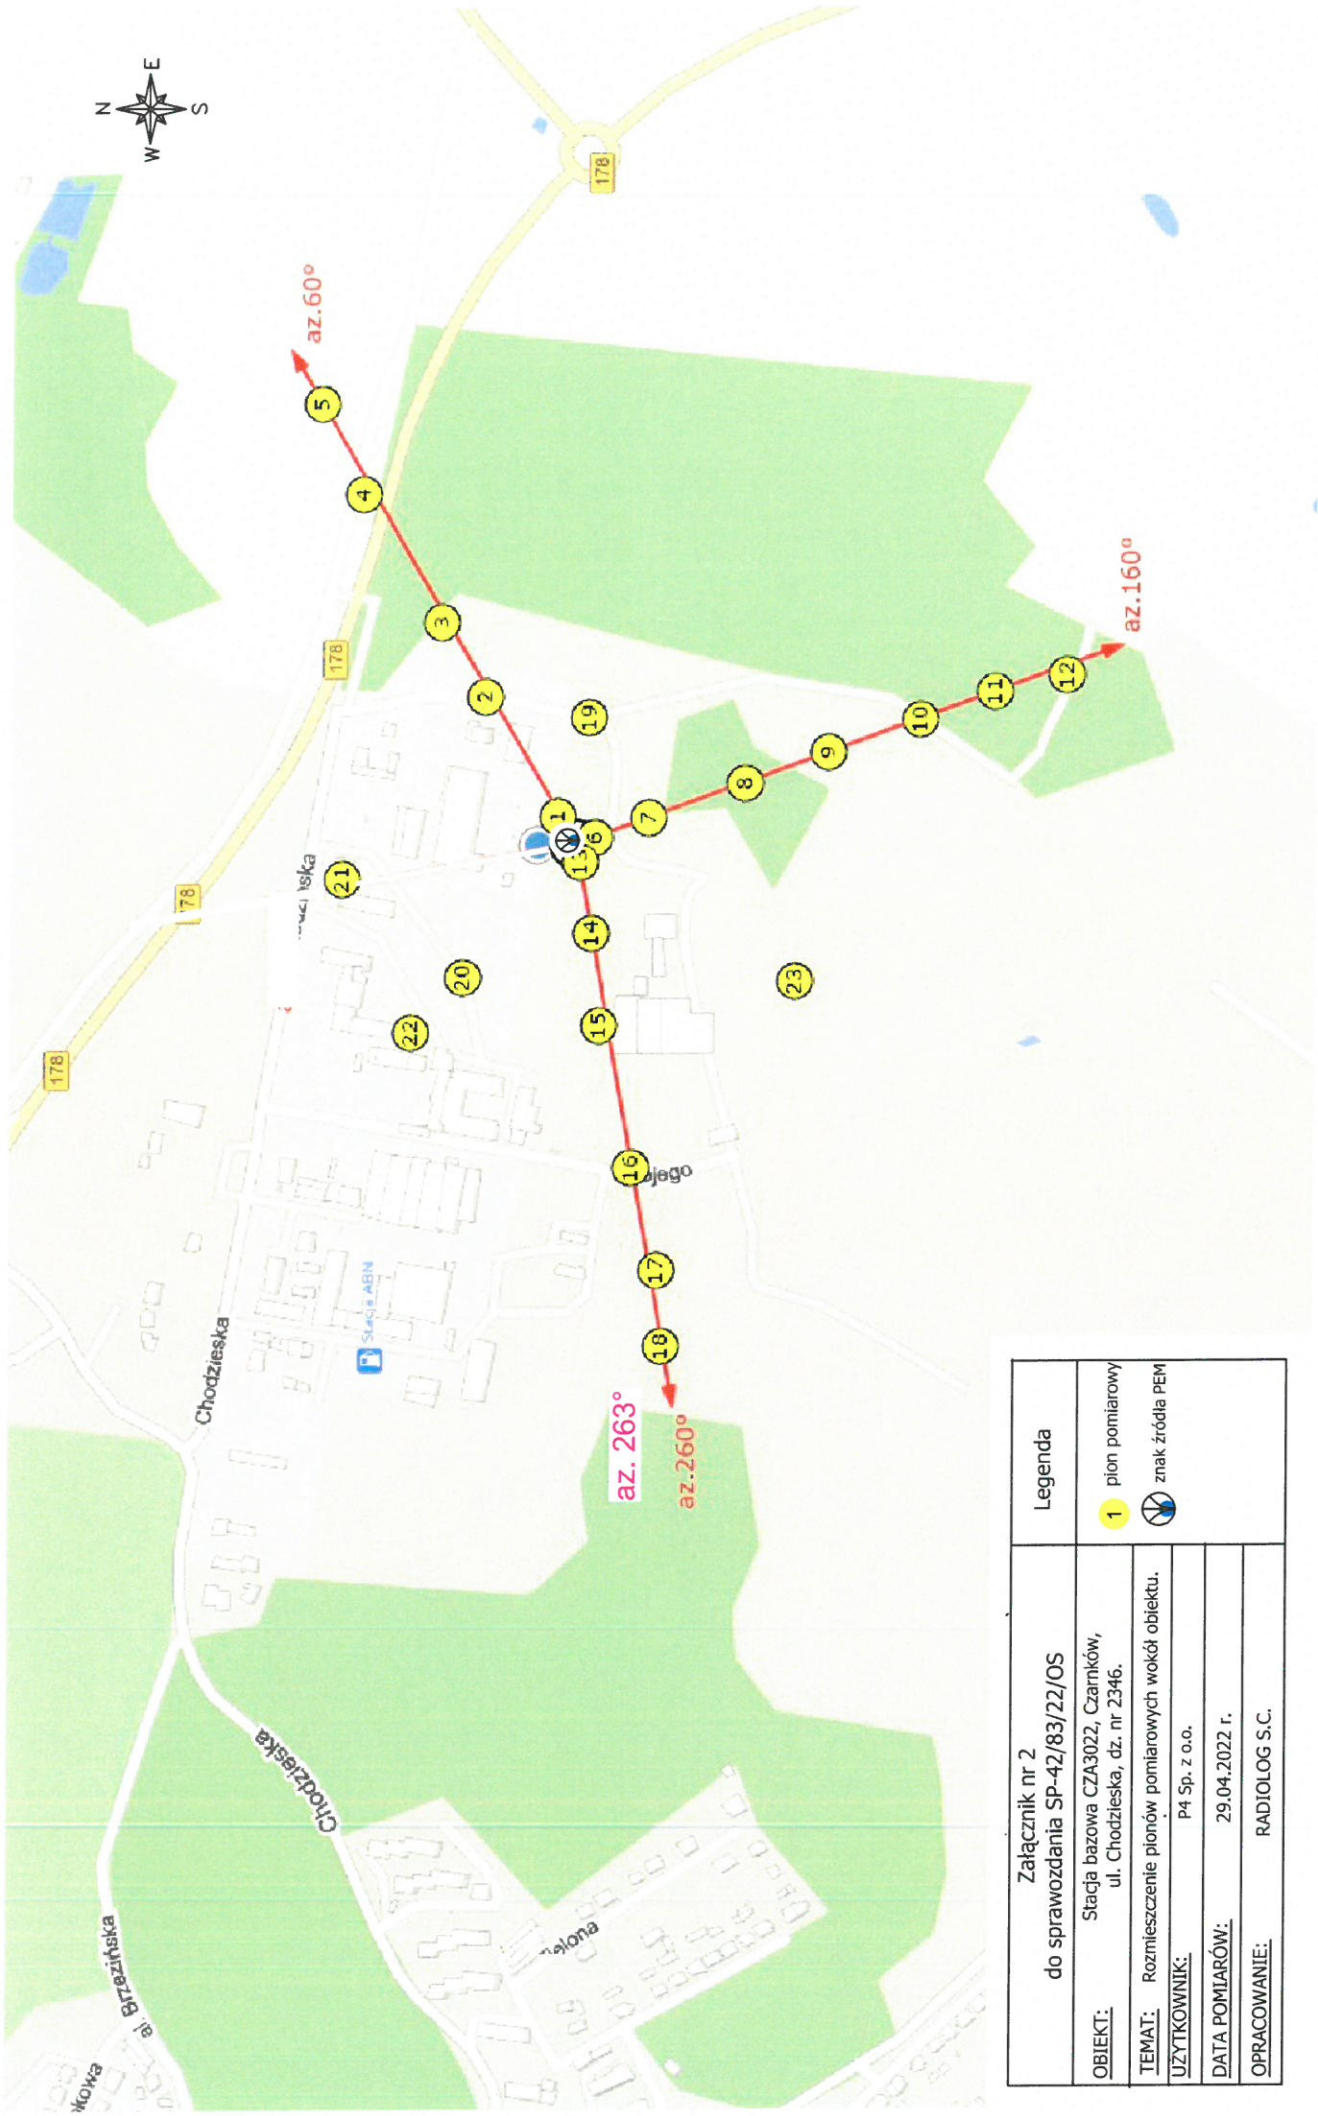 N
W
E
S
178
178
178
178
az.60º
az.160º
az. 263°
az.260º
1
2
3
4
5
6
7
8
9
10
11
12
13
14
15
16
17
18
19
20
21
22
23
Chodzieska
Chodzieska
al. Brzezińska
Stacja ABN
Załącznik nr 2
do sprawozdania SP-42/83/22/OS
Legenda
OBIEKT: Stacja bazowa CZA3022, Czarnków,
ul. Chodzieska, dz. nr 2346.
TEMAT: Rozmieszczenie pionów pomiarowych wokół obiektu.
UŻYTKOWNIK: P4 Sp. z o.o.
DATA POMIARÓW: 29.04.2022 r.
OPRACOWANIE: RADIOLOG S.C.
1 pion pomiarowy
znak źródła PEM